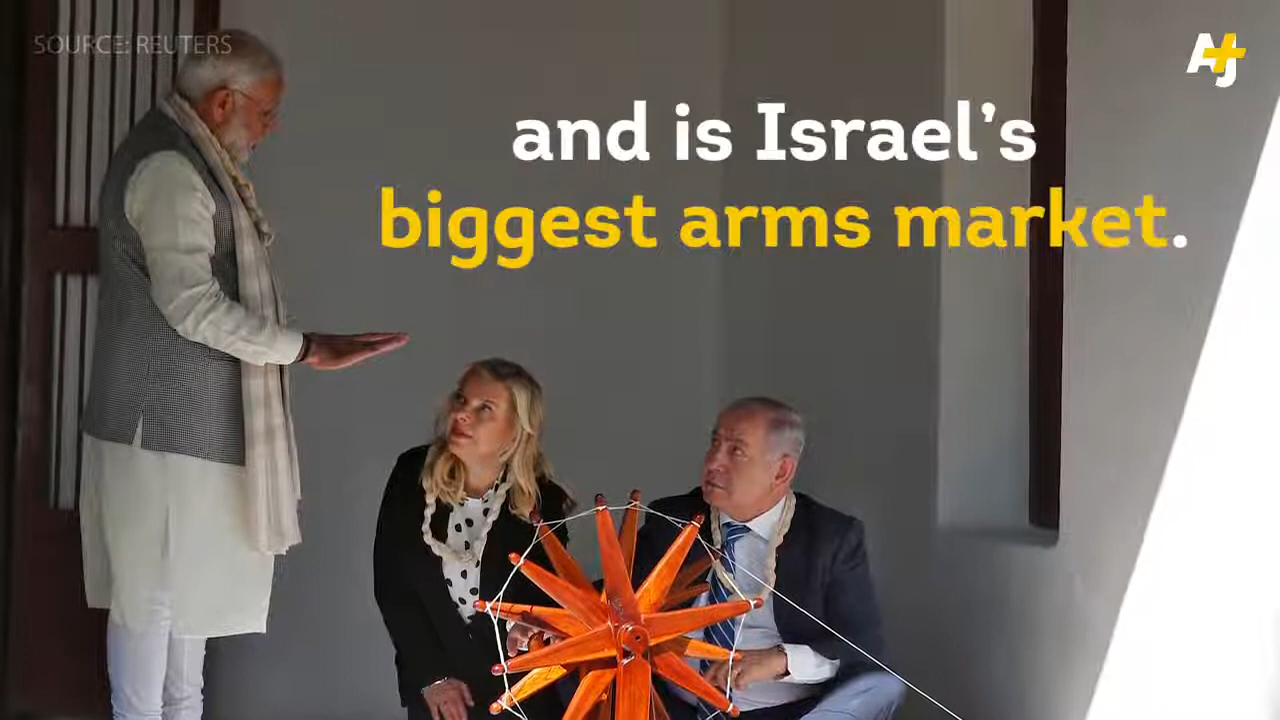 SOURCE: REUTERS
AJ+
and is Israel's
biggest arms market.